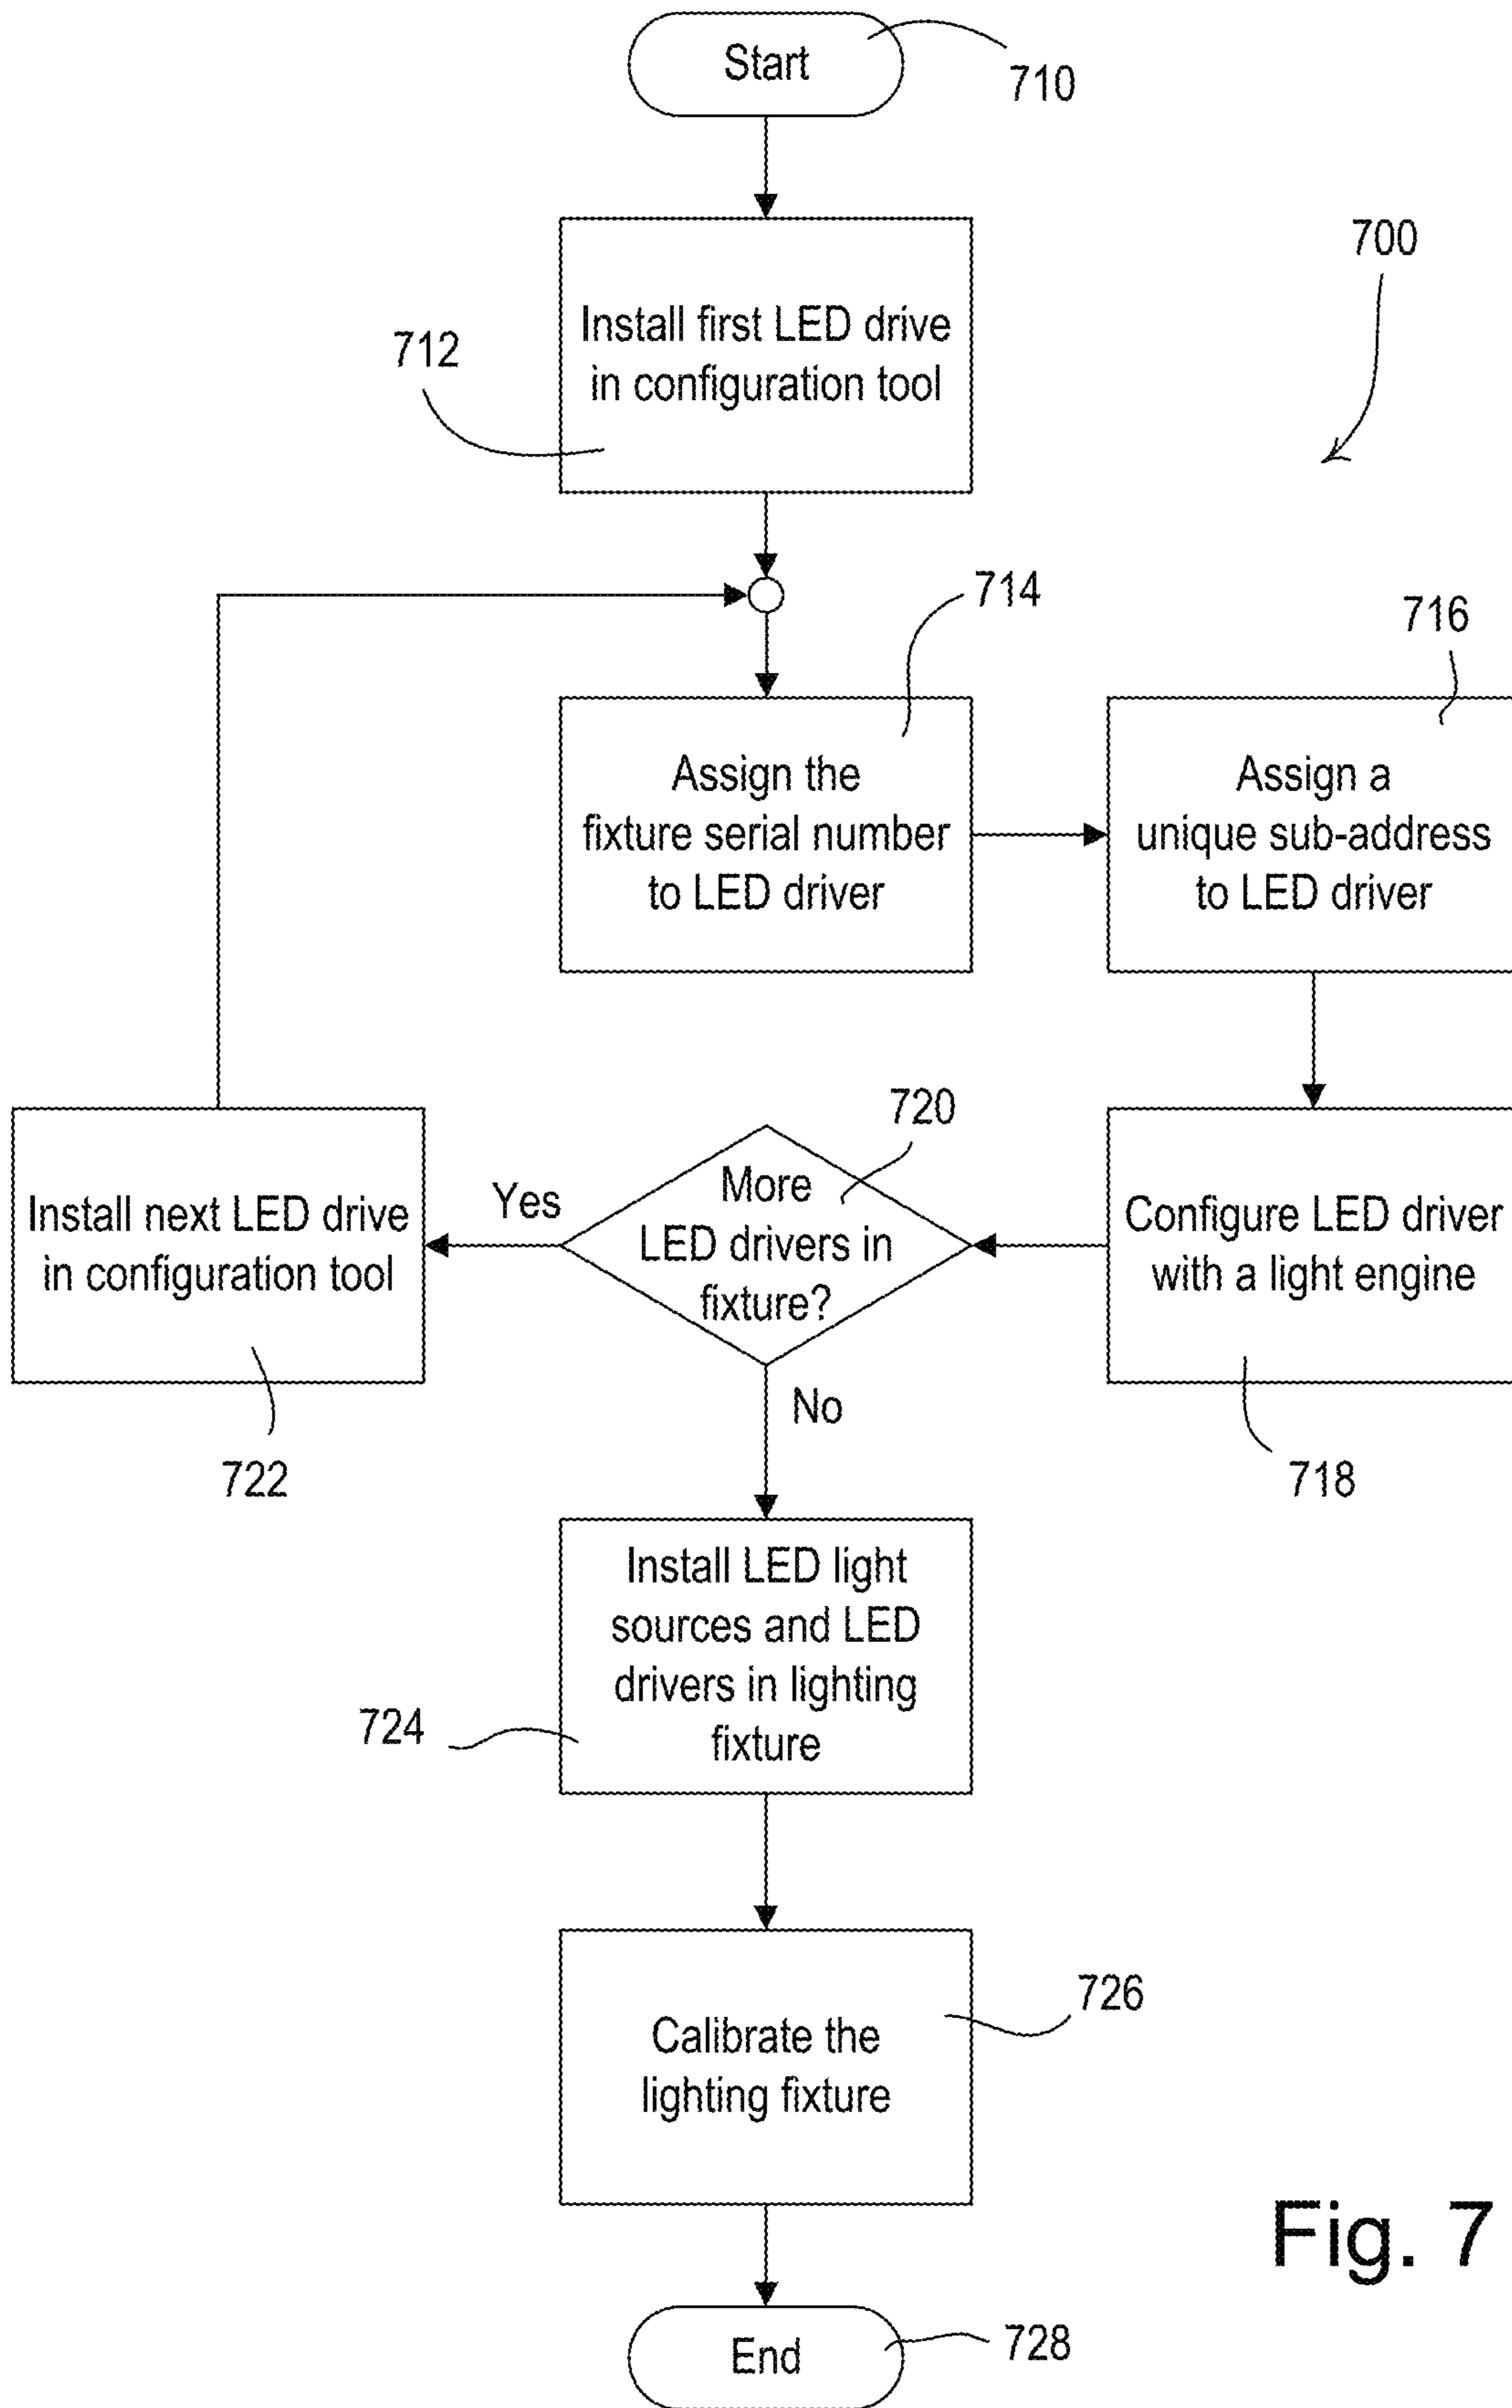 Start
710
700
Install first LED drive
in configuration tool
712
714
716
Assign the
fixture serial number
to LED driver
Assign a
unique sub-address
to LED driver
720
Install next LED drive
in configuration tool
Yes
More
LED drivers in
fixture?
Configure LED driver
with a light engine
No
722
718
Install LED light
sources and LED
drivers in lighting
fixture
724
726
Calibrate the
lighting fixture
Fig. 7
End
728